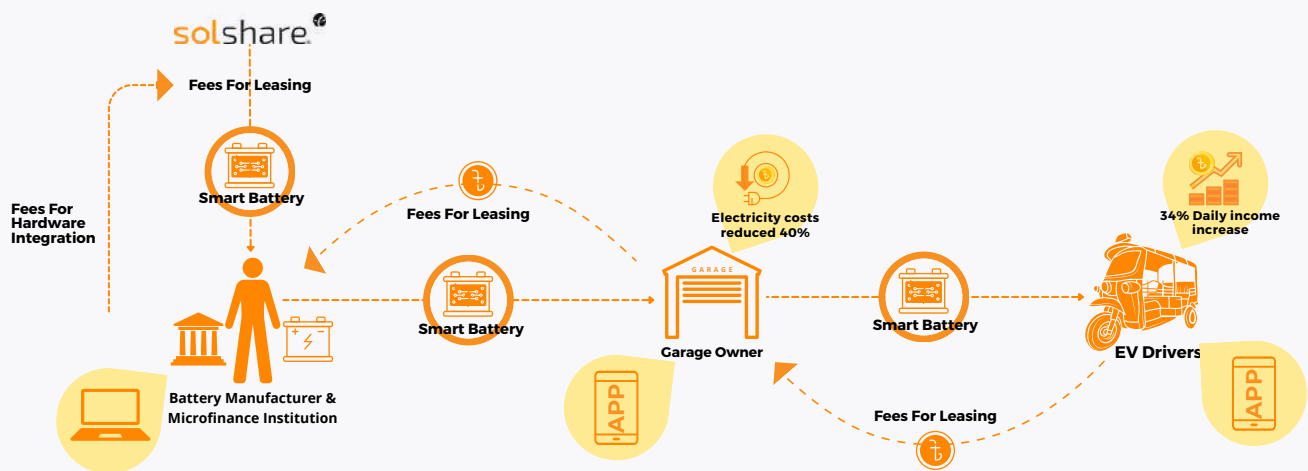 solshare
Fees For Leasing
Smart Battery
Fees For
Hardware
Integration
Fees For Leasing
Smart Battery
Battery Manufacturer &
Microfinance Institution
Electricity costs
reduced 40%
GARAGE
Garage Owner
APP
Smart Battery
34% Daily income
increase
EV Drivers
APP
Fees For Leasing
৳
৳
৳
৳